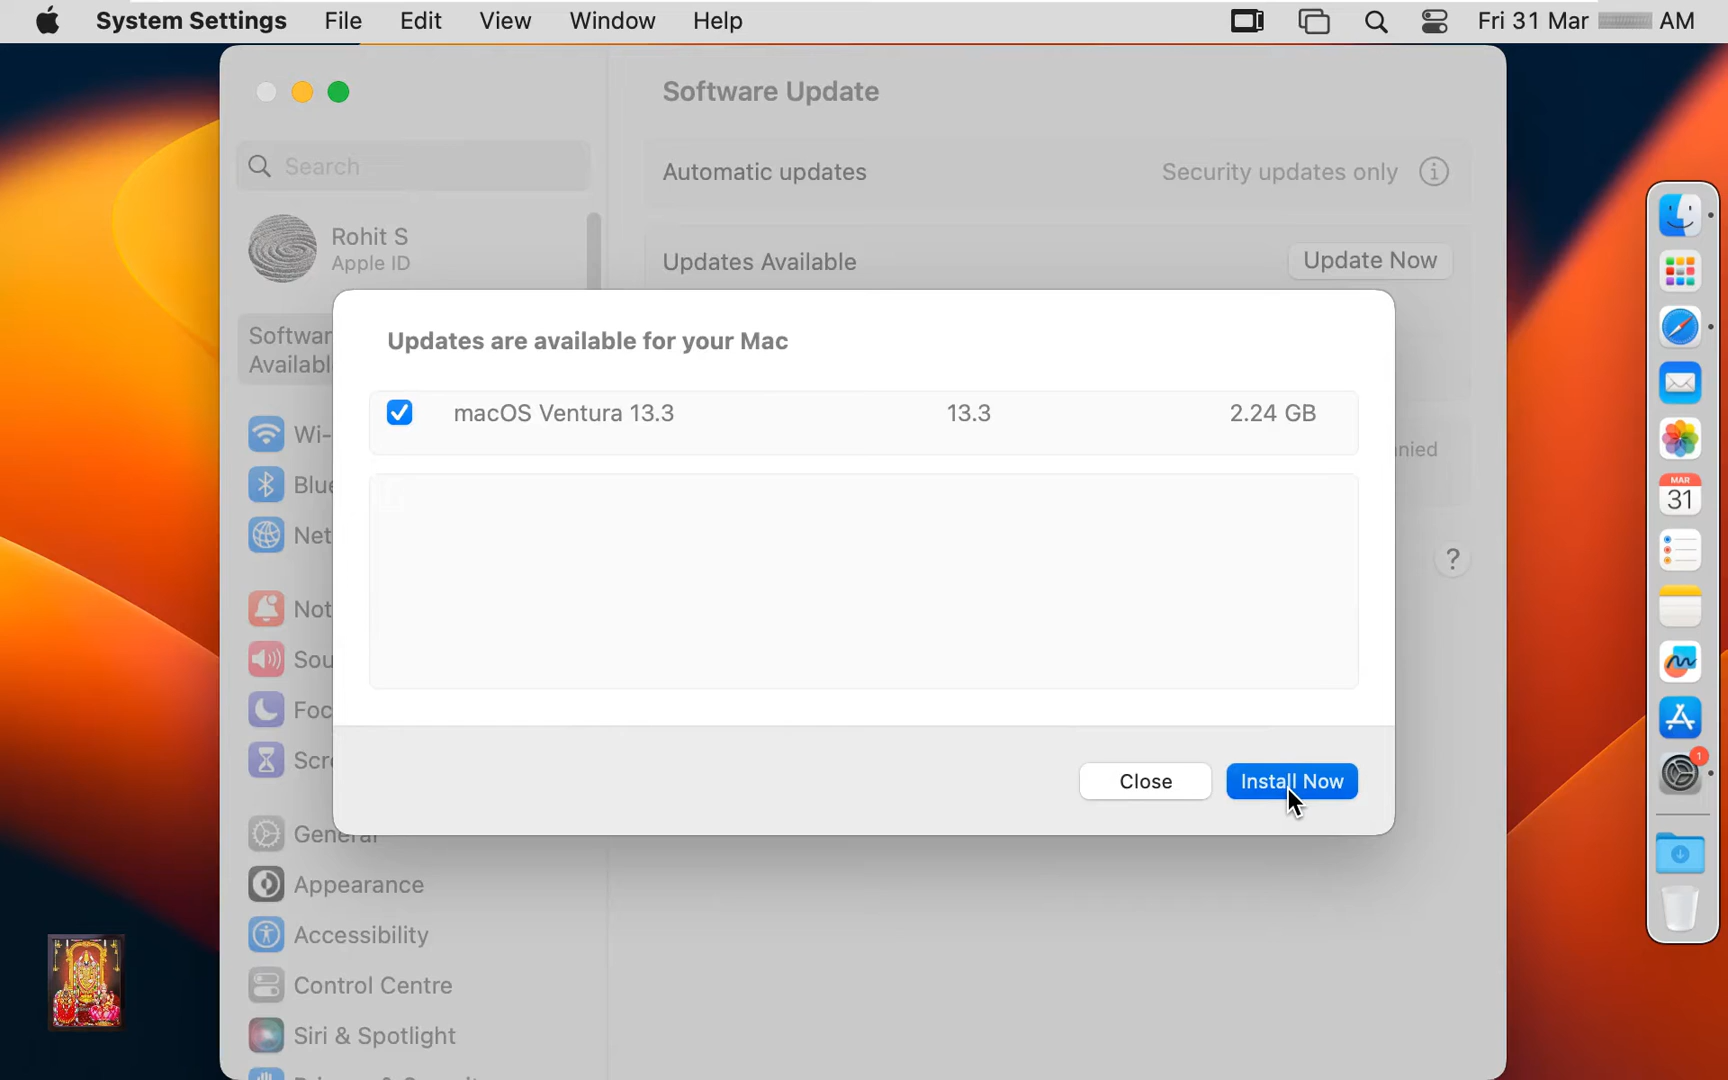 System Settings File Edit View Window Help Fri 31 Mar AM
Software Update
Search
Automatic updates Security updates only
Rohit S
Apple ID
Updates Available Update Now
Softwar
Availabl
Updates are available for your Mac
macOS Ventura 13.3 13.3 2.24 GB
Wi-
nied
Blue
Net
?
Not
Sou
Foc
Scre
Close Install Now
General
Appearance
Accessibility
Control Centre
Siri & Spotlight
MAR
31
1